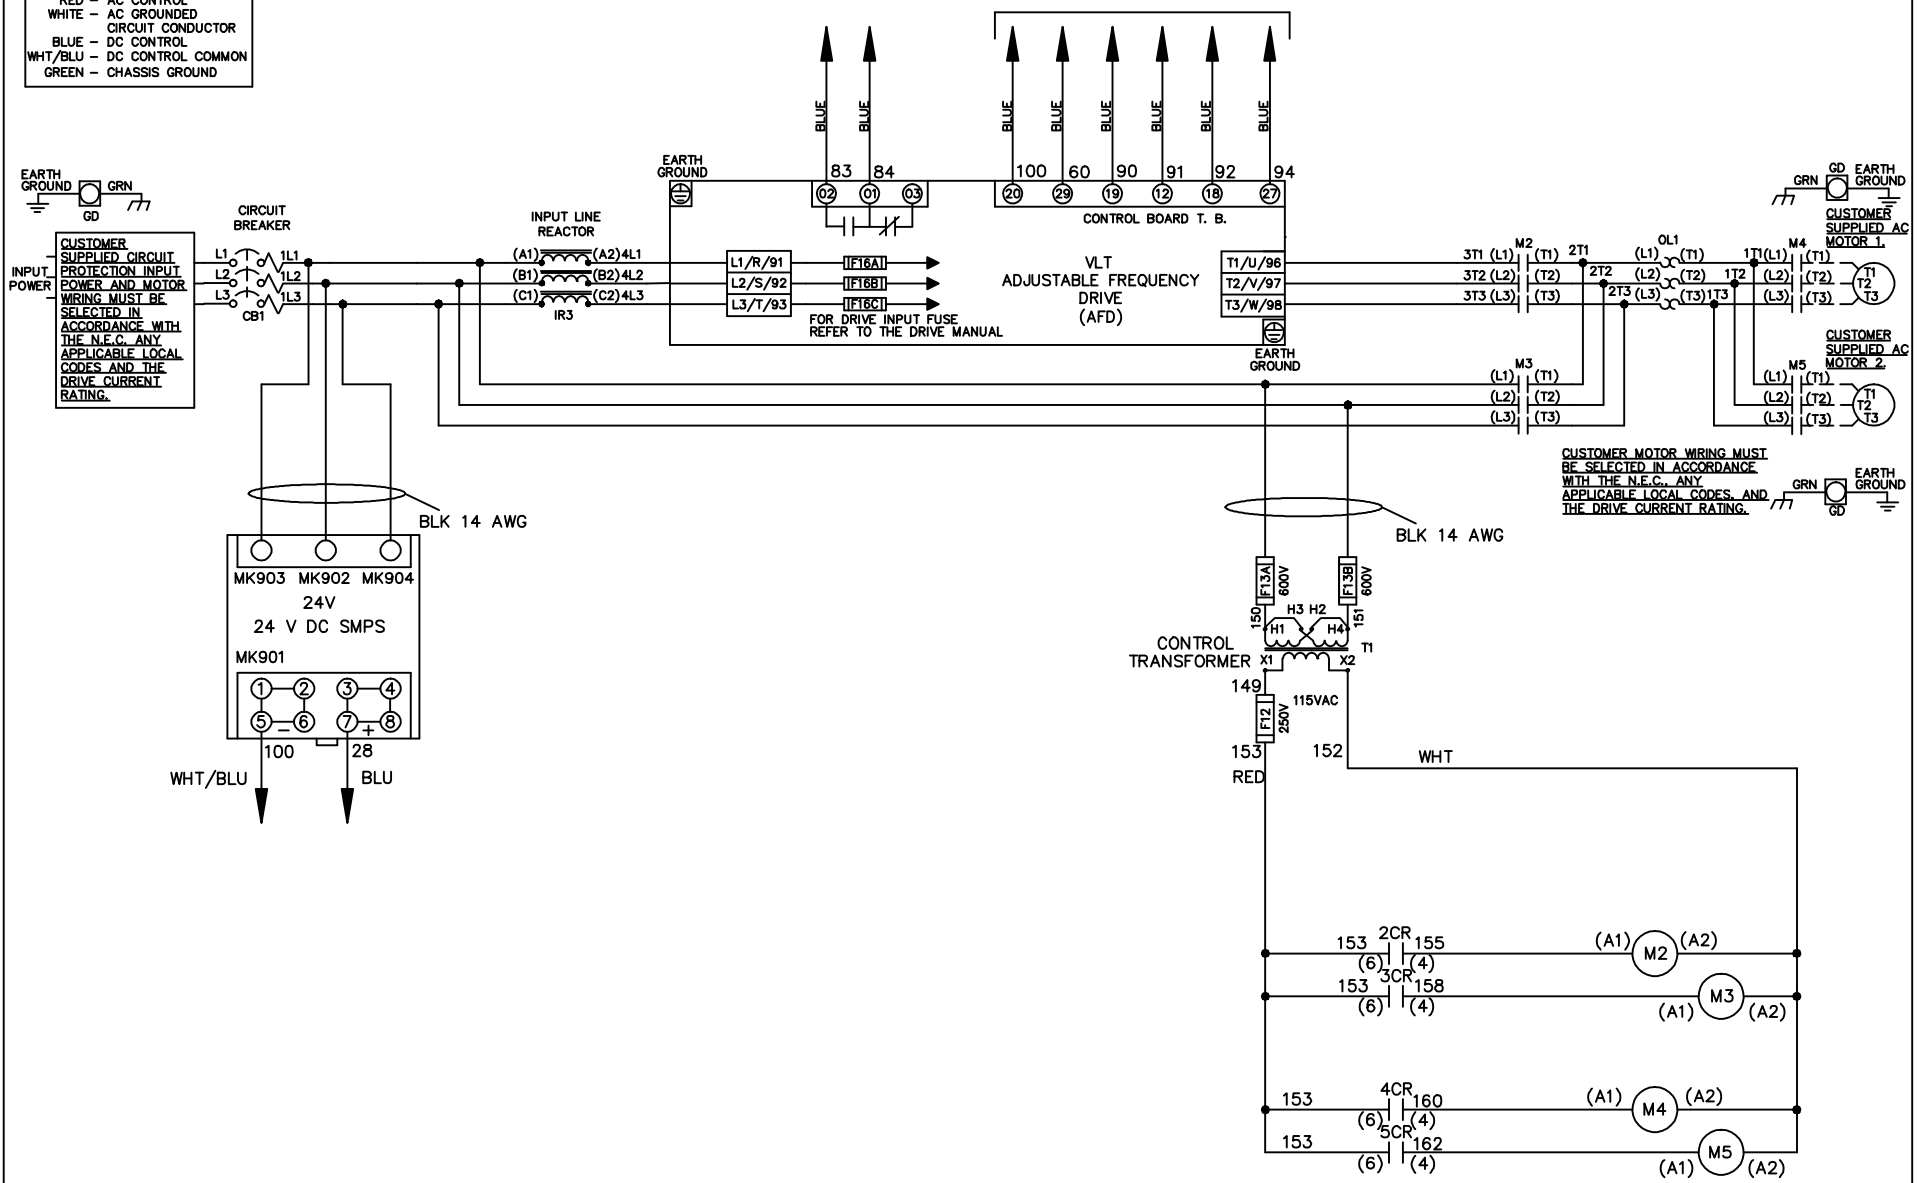 RED – AC CONTROL
WHITE – AC GROUNDED
CIRCUIT CONDUCTOR
BLUE – DC CONTROL
WHT/BLU – DC CONTROL COMMON
GREEN – CHASSIS GROUND
BLUE
BLUE
BLUE
BLUE
BLUE
BLUE
BLUE
BLUE
EARTH
GROUND
GRN
GD
CIRCUIT
BREAKER
INPUT LINE
REACTOR
EARTH
GROUND
83 84
02 01 03
100 60 90 91 92 94
20 29 19 12 18 27
CONTROL BOARD T. B.
GD
GRN
EARTH
GROUND
CUSTOMER
SUPPLIED AC
MOTOR 1.
INPUT
POWER
CUSTOMER
SUPPLIED CIRCUIT
PROTECTION INPUT
POWER AND MOTOR
WIRING MUST BE
SELECTED IN
ACCORDANCE WITH
THE N.E.C. ANY
APPLICABLE LOCAL
CODES AND THE
DRIVE CURRENT
RATING.
L1 1L1
L2 1L2
L3 1L3
CB1
(A1) (A2) 4L1
(B1) (B2) 4L2
(C1) (C2) 4L3
IR3
L1/R/91 F16A
L2/S/92 F16B
L3/T/93 F16C
FOR DRIVE INPUT FUSE
REFER TO THE DRIVE MANUAL
VLT
ADJUSTABLE FREQUENCY
DRIVE
(AFD)
T1/U/96
T2/V/97
T3/W/98
EARTH
GROUND
M2
3T1 (L1) (T1) 2T1
3T2 (L2) (T2) 2T2
3T3 (L3) (T3) 2T3
OL1
(L1) (T1) 1T1
(L2) (T2) 1T2
(L3) (T3) 1T3
M4
(L1) (T1)
(L2) (T2)
(L3) (T3)
T1
T2
T3
M3
(L1) (T1)
(L2) (T2)
(L3) (T3)
CUSTOMER
SUPPLIED AC
MOTOR 2.
M5
(L1) (T1)
(L2) (T2)
(L3) (T3)
T1
T2
T3
CUSTOMER MOTOR WIRING MUST
BE SELECTED IN ACCORDANCE
WITH THE N.E.C., ANY
APPLICABLE LOCAL CODES, AND
THE DRIVE CURRENT RATING.
GRN
GD
EARTH
GROUND
BLK 14 AWG
MK903 MK902 MK904
24V
24 V DC SMPS
MK901
1 2 3 4
5 6 7 8
– +
100 28
WHT/BLU BLU
BLK 14 AWG
F13A 600V
F13B 600V
150 151
H3 H2
H1 H4
T1
CONTROL
TRANSFORMER
X1 X2
149
115VAC
F12 250V
153
RED
152
WHT
2CR
153 155
(6) (4)
(A1) M2 (A2)
3CR
153 158
(6) (4)
(A1) M3 (A2)
4CR
153 160
(6) (4)
(A1) M4 (A2)
5CR
153 162
(6) (4)
(A1) M5 (A2)